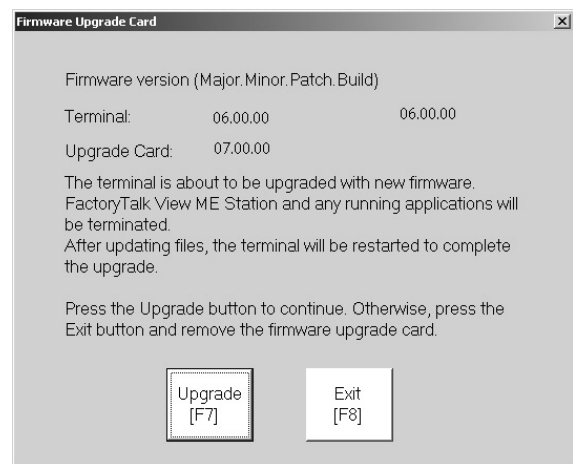 Firmware Upgrade Card
Firmware version (Major.Minor.Patch.Build)
Terminal: 06.00.00 06.00.00
Upgrade Card: 07.00.00
The terminal is about to be upgraded with new firmware.
FactoryTalk View ME Station and any running applications will
be terminated.
After updating files, the terminal will be restarted to complete
the upgrade.
Press the Upgrade button to continue. Otherwise, press the
Exit button and remove the firmware upgrade card.
Upgrade
[F7]
Exit
[F8]